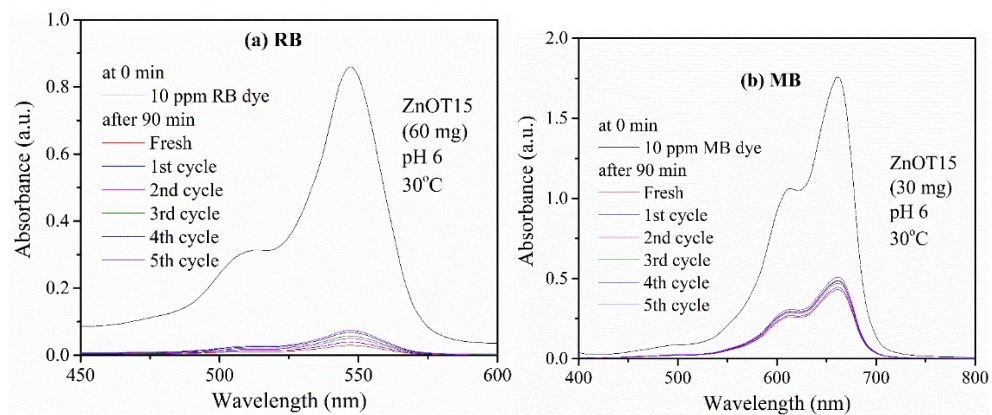 (a) RB
at 0 min
10 ppm RB dye
after 90 min
Fresh
1st cycle
2nd cycle
3rd cycle
4th cycle
5th cycle
ZnOT15
(60 mg)
pH 6
30°C
1.0
0.8
0.6
0.4
0.2
0.0
450
500
550
600
Absorbance (a.u.)
Wavelength (nm)
(b) MB
at 0 min
10 ppm MB dye
after 90 min
Fresh
1st cycle
2nd cycle
3rd cycle
4th cycle
5th cycle
ZnOT15
(30 mg)
pH 6
30°C
2.0
1.5
1.0
0.5
0.0
400
500
600
700
800
Absorbance (a.u.)
Wavelength (nm)